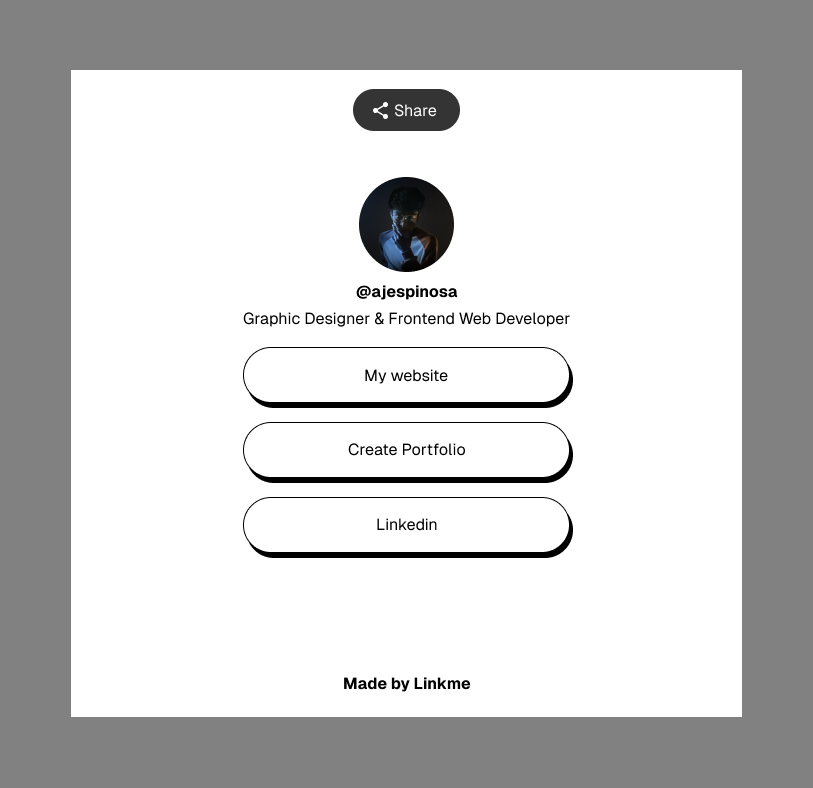 Share
@ajespinosa
Graphic Designer & Frontend Web Developer
My website
Create Portfolio
Linkedin
Made by Linkme